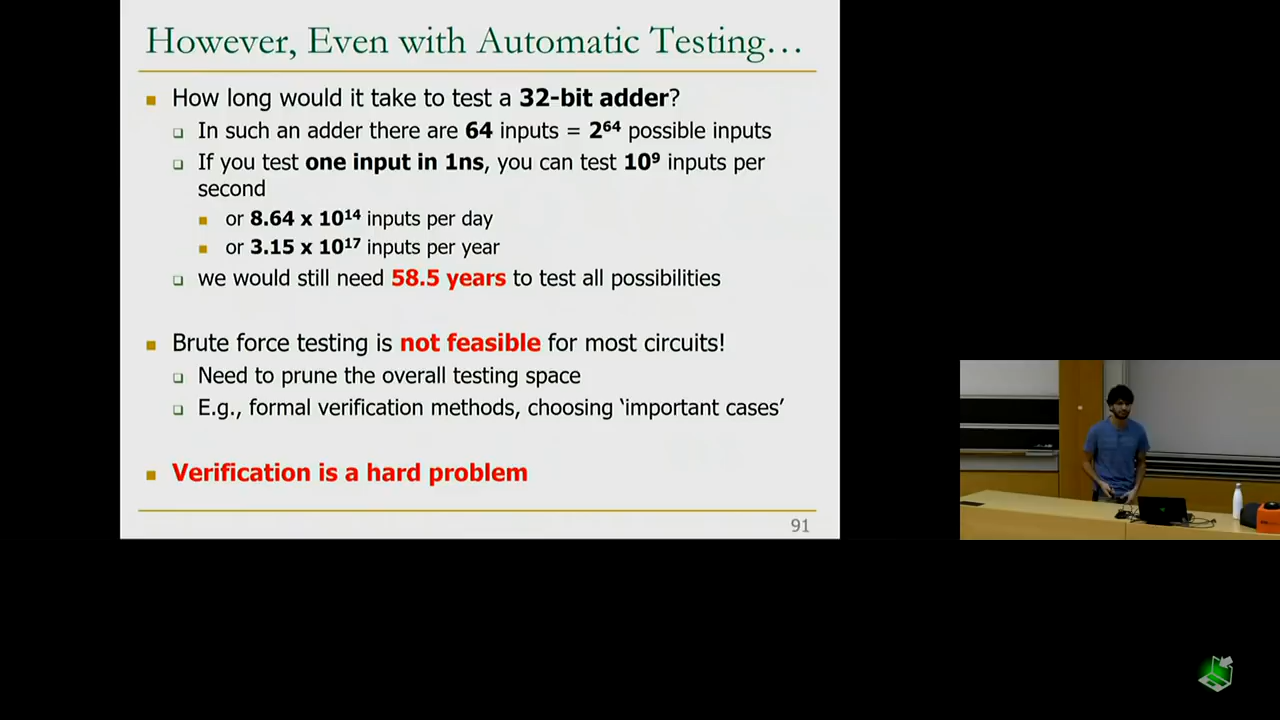 However, Even with Automatic Testing…
How long would it take to test a 32-bit adder?
In such an adder there are 64 inputs = 2⁶⁴ possible inputs
If you test one input in 1ns, you can test 10⁹ inputs per
second
or 8.64 x 10¹⁴ inputs per day
or 3.15 x 10¹⁷ inputs per year
we would still need 58.5 years to test all possibilities
Brute force testing is not feasible for most circuits!
Need to prune the overall testing space
E.g., formal verification methods, choosing ‘important cases’
Verification is a hard problem
91